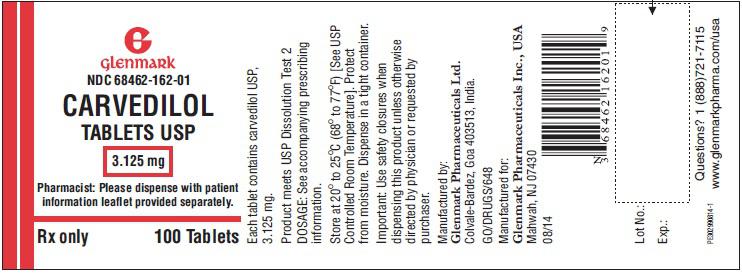 GLENMARK
NDC 68462-162-01
CARVEDILOL
TABLETS USP
3.125 mg
Pharmacist: Please dispense with patient
information leaflet provided separately.
Rx only 100 Tablets
Each tablet contains carvedilol USP,
3.125 mg.
Product meets USP Dissolution Test 2
DOSAGE: See accompanying prescribing
information.
Store at 20° to 25°C (68° to 77°F) [See USP
Controlled Room Temperature]. Protect
from moisture. Dispense in a tight container.
Important: Use safety closures when
dispensing this product unless otherwise
directed by physician or requested by
purchaser.
Manufactured by:
Glenmark Pharmaceuticals Ltd.
Colvale-Bardez, Goa 403513, India.
GO/DRUGS/648
Manufactured for:
Glenmark Pharmaceuticals Inc., USA
Mahwah, NJ 07430
08/14
N
3 68462 16201 9
Lot No.:
Exp.:
Questions? 1 (888)721-7115
www.glenmarkpharma.com/usa